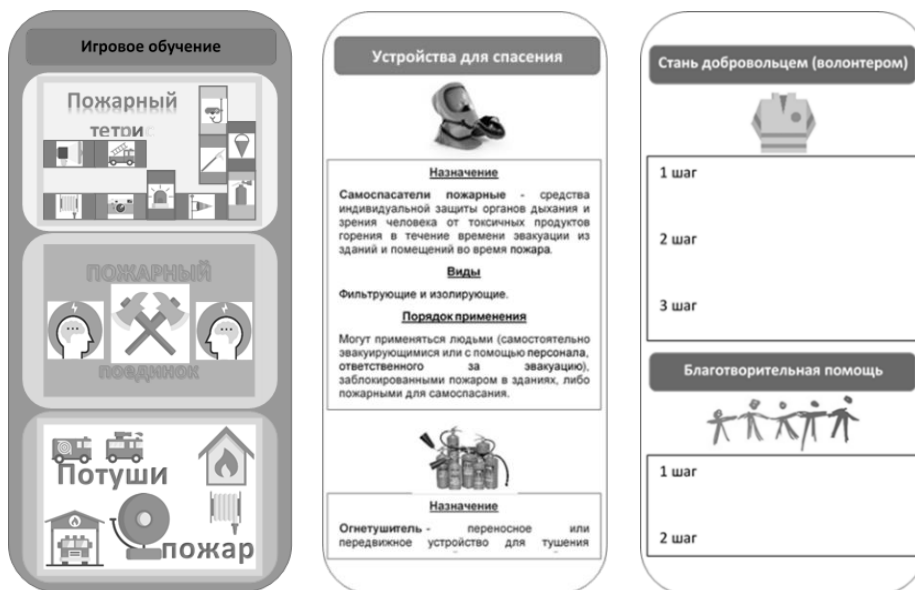 Игровое обучение
Пожарный
тетрис
ПОЖАРНЫЙ
поединок
Потуши
пожар
Устройства для спасения
Назначение
Самоспасатели пожарные - средства
индивидуальной защиты органов дыхания и
зрения человека от токсичных продуктов
горения в течение времени эвакуации из
зданий и помещений во время пожара.
Виды
Фильтрующие и изолирующие.
Порядок применения
Могут применяться людьми (самостоятельно
эвакуирующимися или с помощью персонала,
ответственного за эвакуацию),
заблокированными пожаром в зданиях, либо
пожарными для самоспасания.
Назначение
Огнетушитель - переносное или
передвижное устройство для тушения
Стань добровольцем (волонтером)
1 шаг
2 шаг
3 шаг
Благотворительная помощь
1 шаг
2 шаг